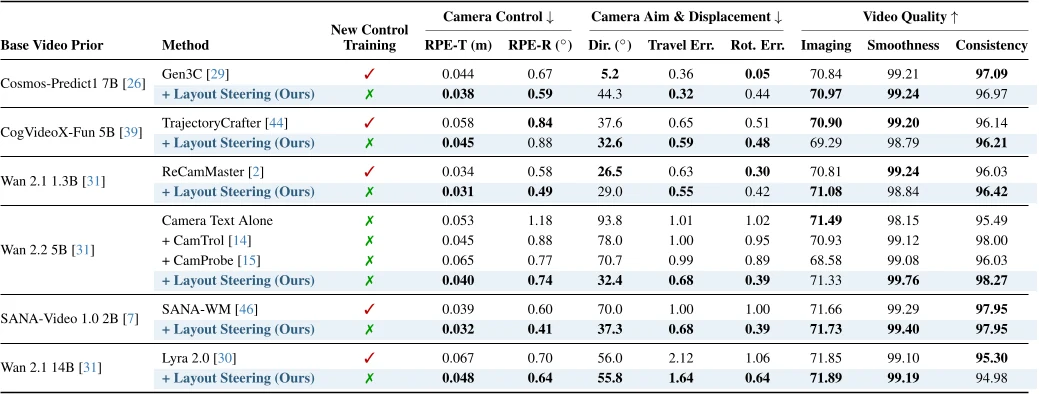 Camera Control ↓ Camera Aim & Displacement ↓ Video Quality ↑
New Control
Base Video Prior Method Training RPE-T (m) RPE-R (°) Dir. (°) Travel Err. Rot. Err. Imaging Smoothness Consistency
Cosmos-Predict1 7B [26]
Gen3C [29] ✓ 0.044 0.67 5.2 0.36 0.05 70.84 99.21 97.09
+ Layout Steering (Ours) ✗ 0.038 0.59 44.3 0.32 0.44 70.97 99.24 96.97
CogVideoX-Fun 5B [39]
TrajectoryCrafter [44] ✓ 0.058 0.84 37.6 0.65 0.51 70.90 99.20 96.14
+ Layout Steering (Ours) ✗ 0.045 0.88 32.6 0.59 0.48 69.29 98.79 96.21
Wan 2.1 1.3B [31]
ReCamMaster [2] ✓ 0.034 0.58 26.5 0.63 0.30 70.81 99.24 96.03
+ Layout Steering (Ours) ✗ 0.031 0.49 29.0 0.55 0.42 71.08 98.84 96.42
Wan 2.2 5B [31]
Camera Text Alone ✗ 0.053 1.18 93.8 1.01 1.02 71.49 98.15 95.49
+ CamTrol [14] ✗ 0.045 0.88 78.0 1.00 0.95 70.93 99.12 98.00
+ CamProbe [15] ✗ 0.065 0.77 70.7 0.99 0.89 68.58 99.08 96.03
+ Layout Steering (Ours) ✗ 0.040 0.74 32.4 0.68 0.39 71.33 99.76 98.27
SANA-Video 1.0 2B [7]
SANA-WM [46] ✓ 0.039 0.60 70.0 1.00 1.00 71.66 99.29 97.95
+ Layout Steering (Ours) ✗ 0.032 0.41 37.3 0.68 0.39 71.73 99.40 97.95
Wan 2.1 14B [31]
Lyra 2.0 [30] ✓ 0.067 0.70 56.0 2.12 1.06 71.85 99.10 95.30
+ Layout Steering (Ours) ✗ 0.048 0.64 55.8 1.64 0.64 71.89 99.19 94.98